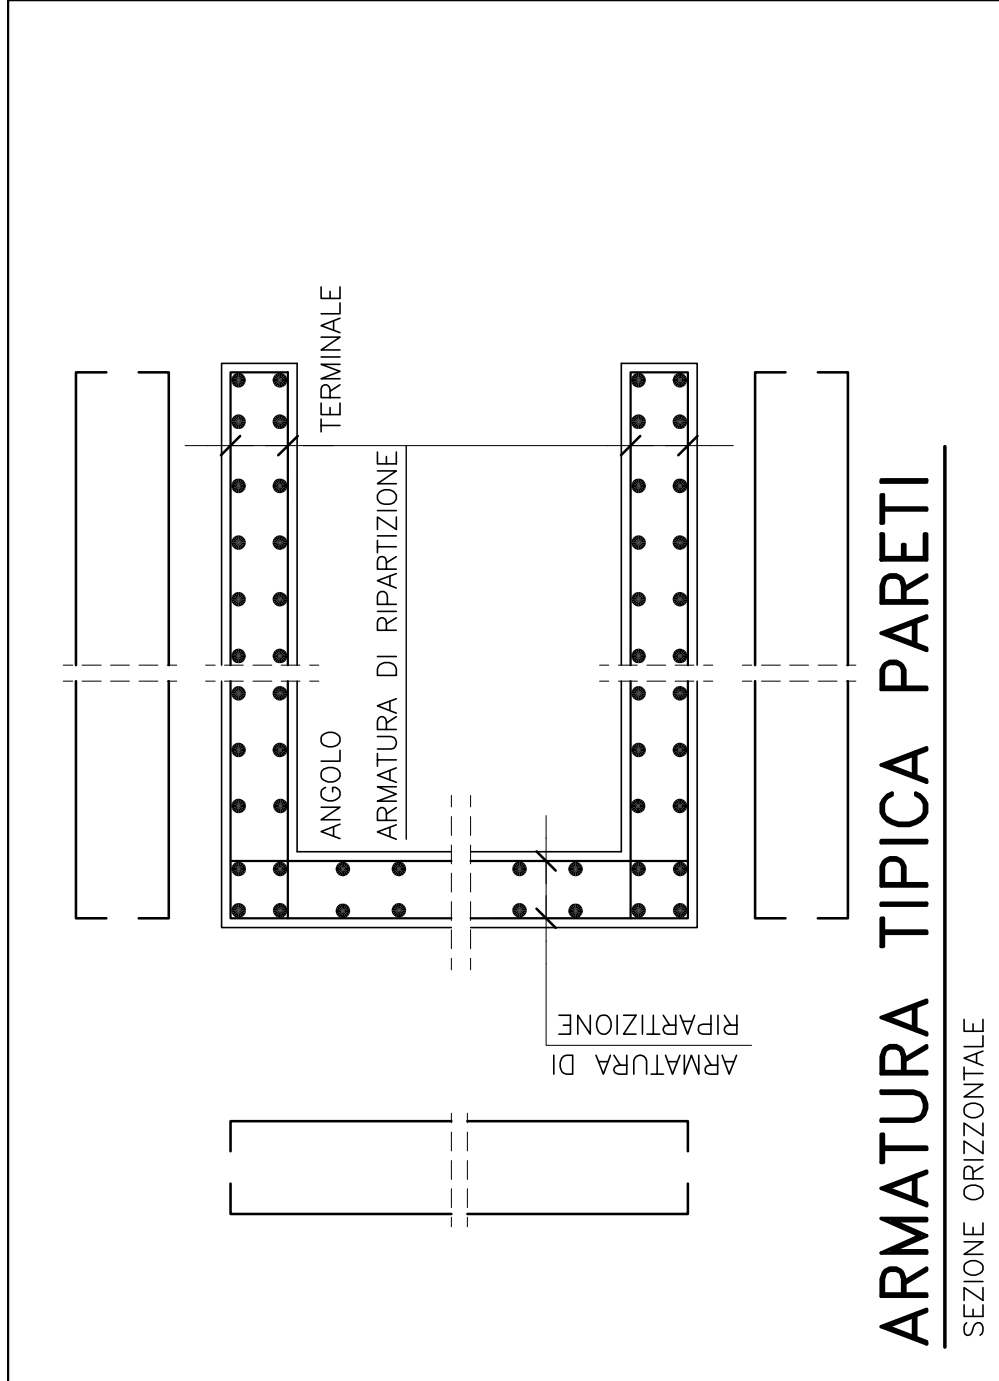 TERMINALE
ANGOLO
ARMATURA DI RIPARTIZIONE
ARMATURA DI
RIPARTIZIONE
ARMATURA TIPICA PARETI
SEZIONE ORIZZONTALE